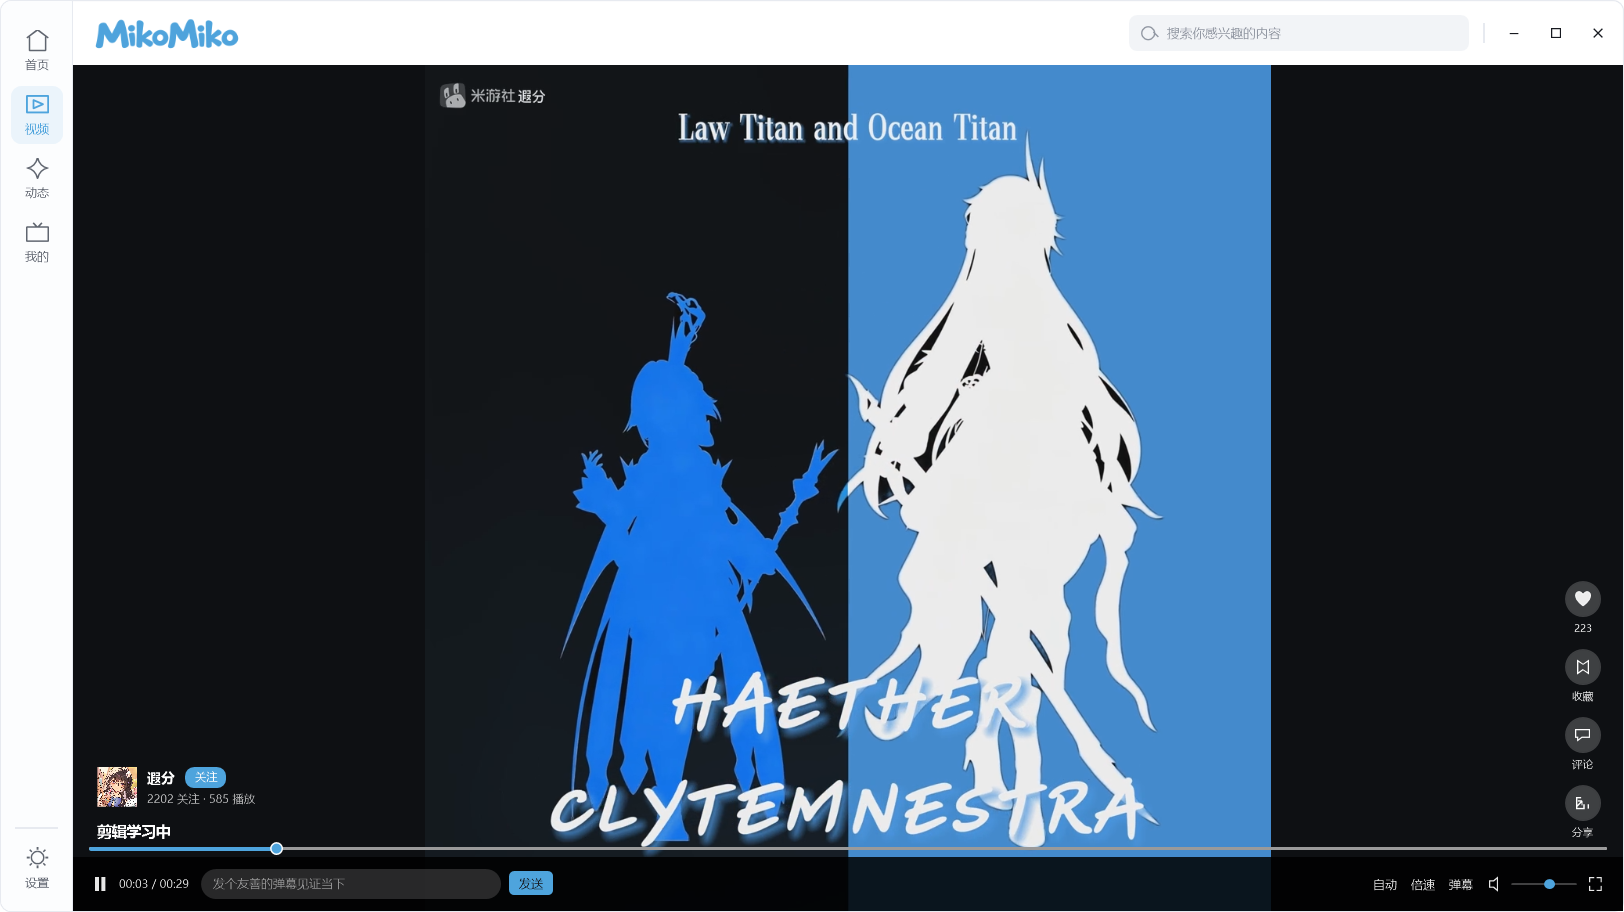 MikoMiko
搜索你感兴趣的内容
首页
视频
动态
我的
设置
米游社 遐分
Law Titan and Ocean Titan
HAETHER
CLYTEMNESTRA
223
收藏
评论
分享
遐分 关注
2202 关注 · 585 播放
剪辑学习中
00:03 / 00:29 发个友善的弹幕见证当下 发送 自动 倍速 弹幕